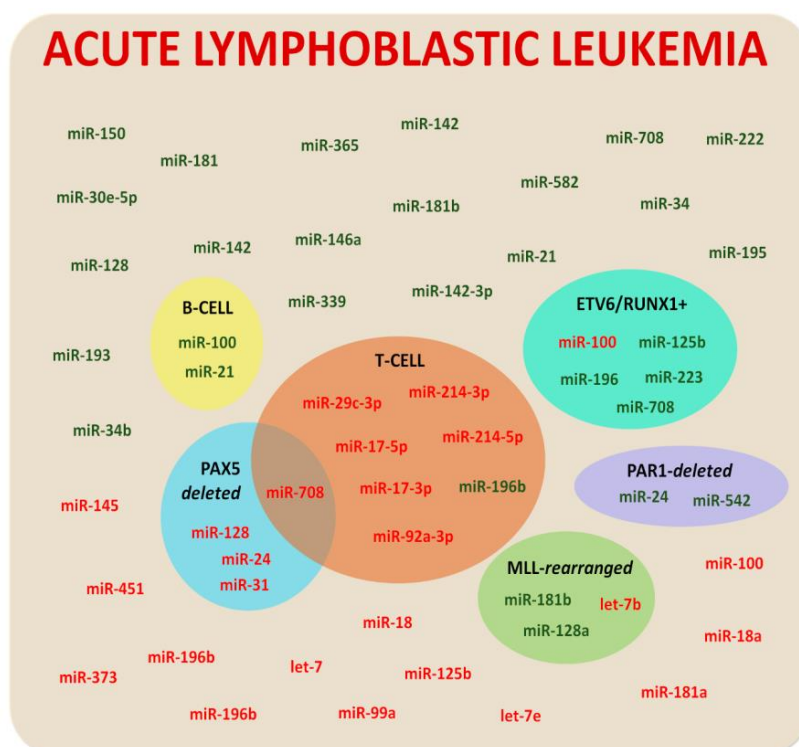 ACUTE LYMPHOBLASTIC LEUKEMIA
miR-142
miR-150
miR-708
miR-222
miR-365
miR-181
miR-582
miR-30e-5p
miR-181b
miR-34
miR-146a
miR-142
miR-21
miR-195
miR-128
miR-142-3p
miR-339
B-CELL
miR-100
miR-21
ETV6/RUNX1+
miR-100
miR-125b
miR-196
miR-223
miR-708
miR-193
T-CELL
miR-29c-3p
miR-214-3p
miR-17-5p
miR-214-5p
miR-17-3p
miR-196b
miR-92a-3p
miR-34b
PAX5
deleted
miR-708
miR-128
miR-24
miR-31
PAR1-deleted
miR-24
miR-542
miR-145
MLL-rearranged
miR-181b
let-7b
miR-128a
miR-100
miR-451
miR-18
miR-18a
miR-196b
let-7
miR-125b
miR-373
miR-181a
miR-196b
miR-99a
let-7e